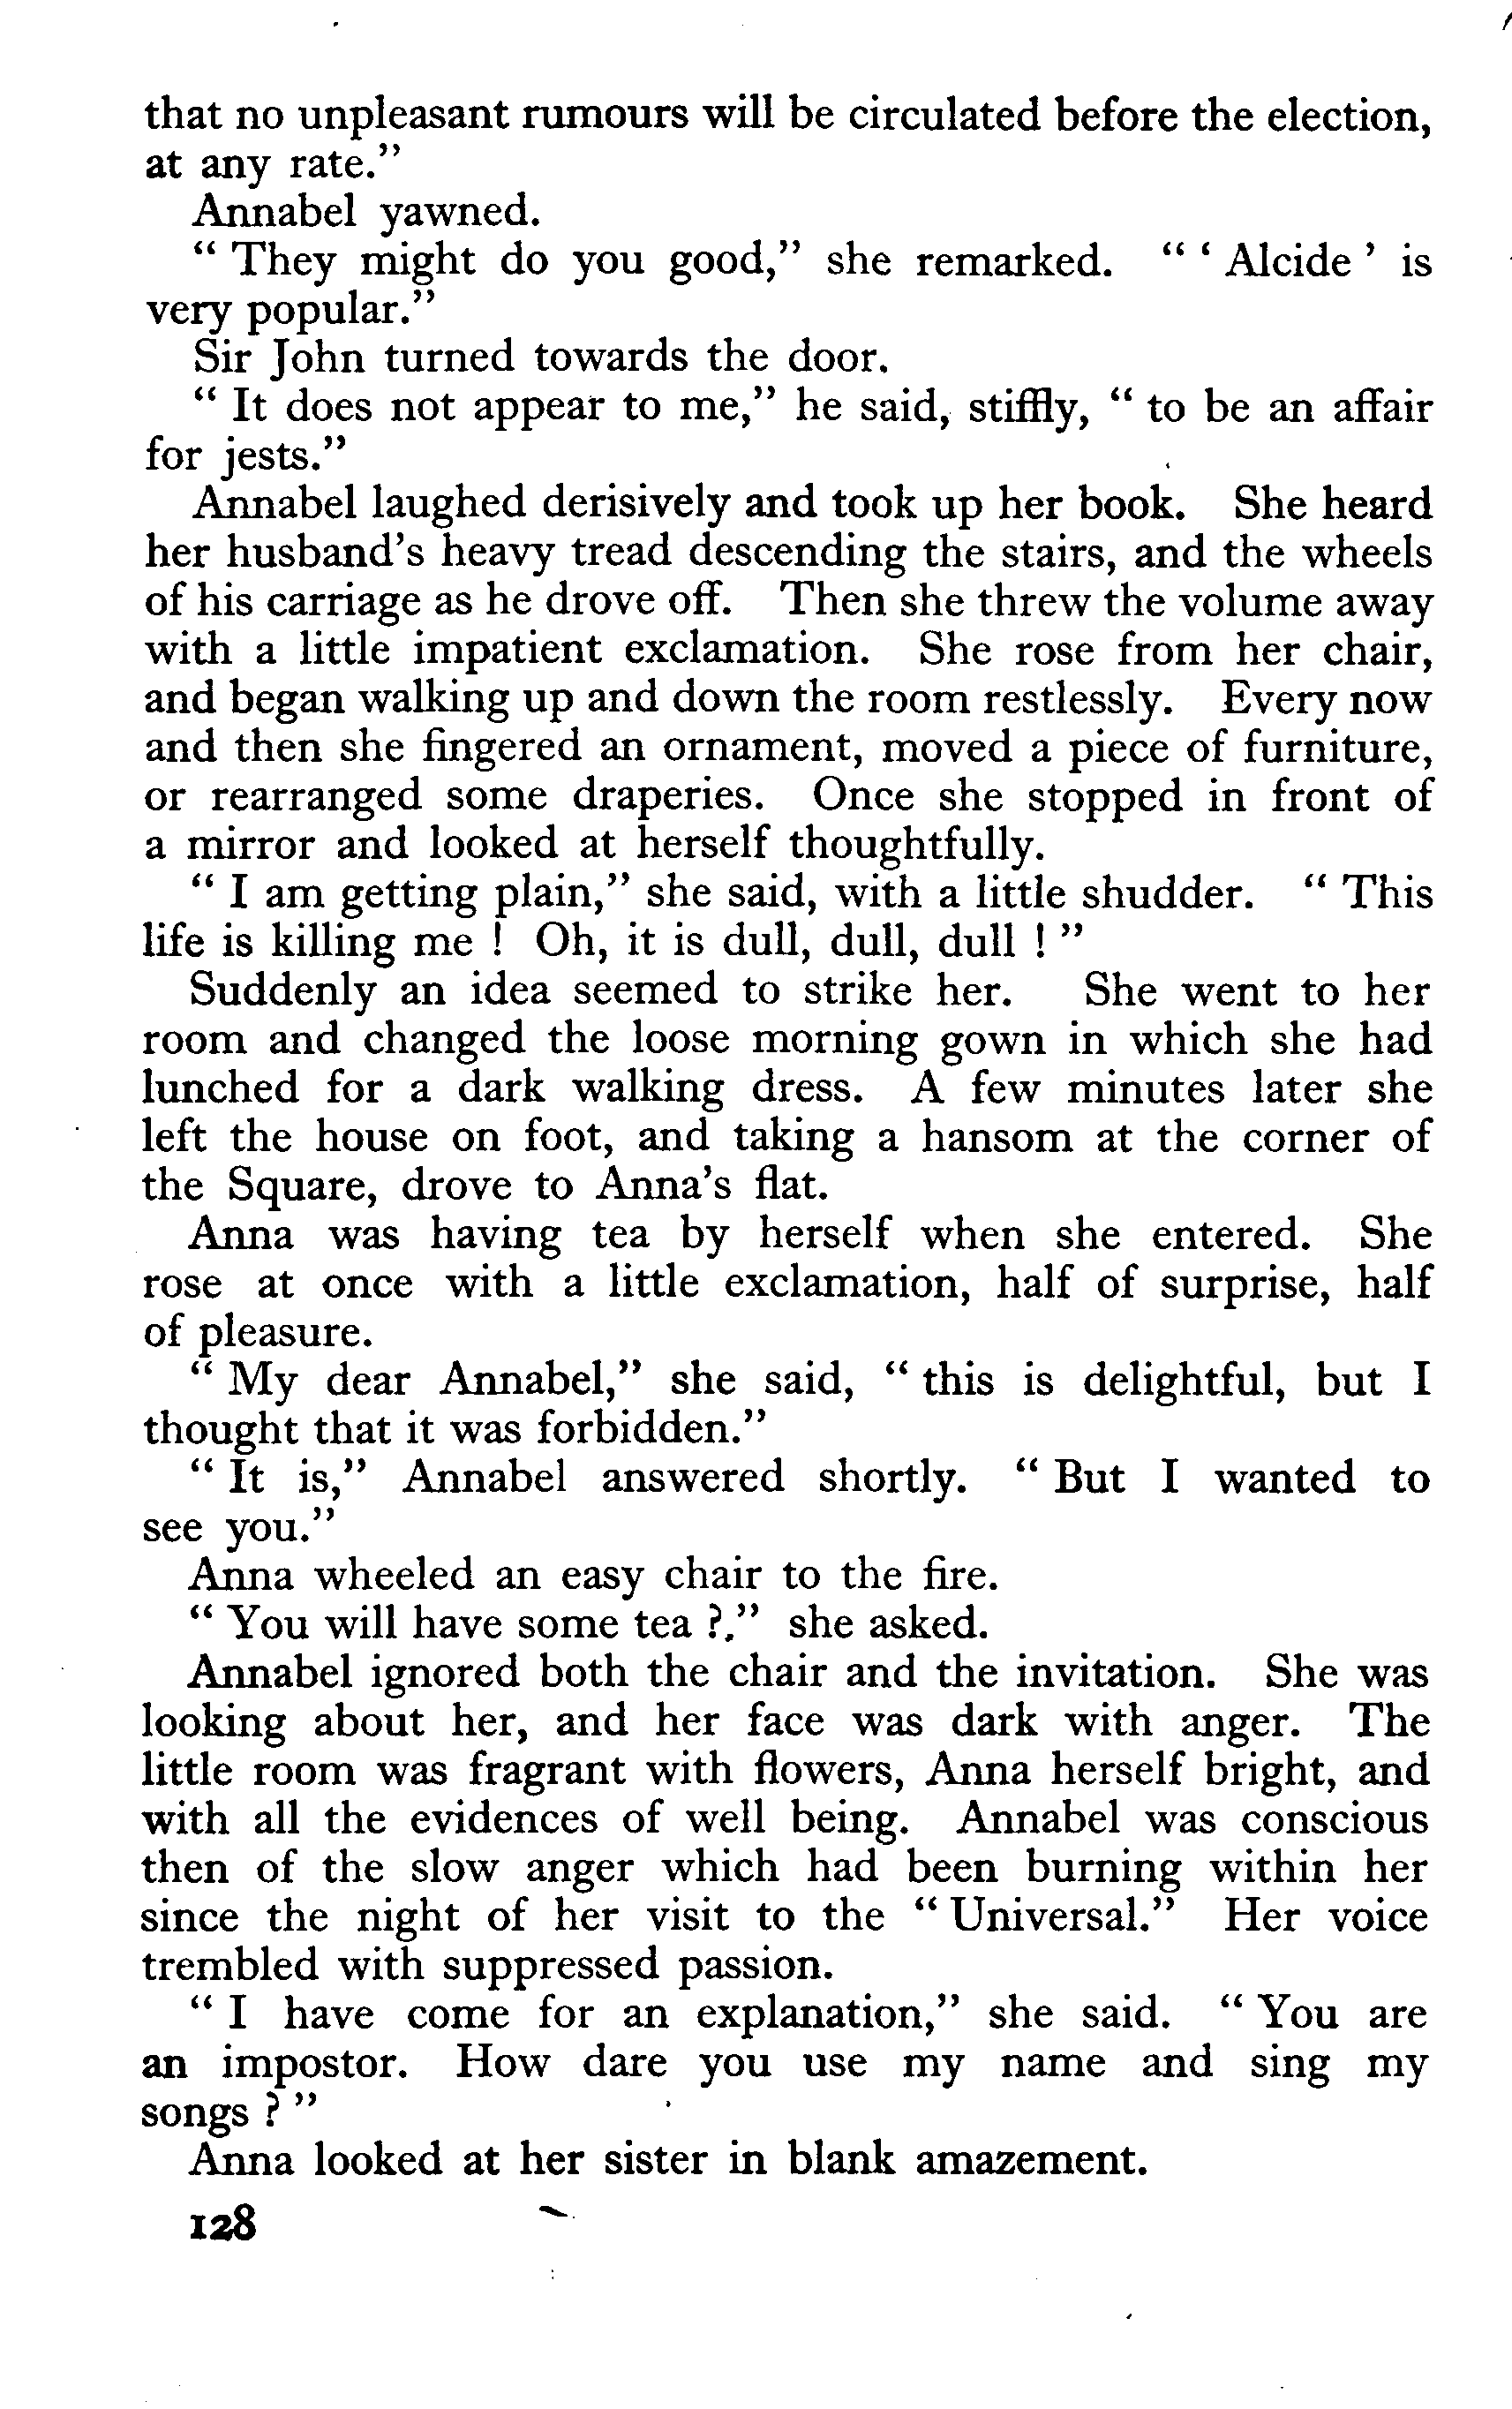 that no unpleasant rumours will be circulated before the election,
at any rate."
Annabel yawned.
" They might do you good," she remarked. " ' Alcide ' is
very popular."
Sir John turned towards the door.
" It does not appear to me," he said, stiffly, " to be an affair
for jests."
Annabel laughed derisively and took up her book. She heard
her husband's heavy tread descending the stairs, and the wheels
of his carriage as he drove off. Then she threw the volume away
with a little impatient exclamation. She rose from her chair,
and began walking up and down the room restlessly. Every now
and then she fingered an ornament, moved a piece of furniture,
or rearranged some draperies. Once she stopped in front of
a mirror and looked at herself thoughtfully.
" I am getting plain," she said, with a little shudder. " This
life is killing me ! Oh, it is dull, dull, dull ! "
Suddenly an idea seemed to strike her. She went to her
room and changed the loose morning gown in which she had
lunched for a dark walking dress. A few minutes later she
left the house on foot, and taking a hansom at the corner of
the Square, drove to Anna's flat.
Anna was having tea by herself when she entered. She
rose at once with a little exclamation, half of surprise, half
of pleasure.
" My dear Annabel," she said, " this is delightful, but I
thought that it was forbidden."
" It is," Annabel answered shortly. " But I wanted to
see you."
Anna wheeled an easy chair to the fire.
" You will have some tea ?," she asked.
Annabel ignored both the chair and the invitation. She was
looking about her, and her face was dark with anger. The
little room was fragrant with flowers, Anna herself bright, and
with all the evidences of well being. Annabel was conscious
then of the slow anger which had been burning within her
since the night of her visit to the " Universal." Her voice
trembled with suppressed passion.
" I have come for an explanation," she said. " You are
an impostor. How dare you use my name and sing my
songs ? "
Anna looked at her sister in blank amazement.
128